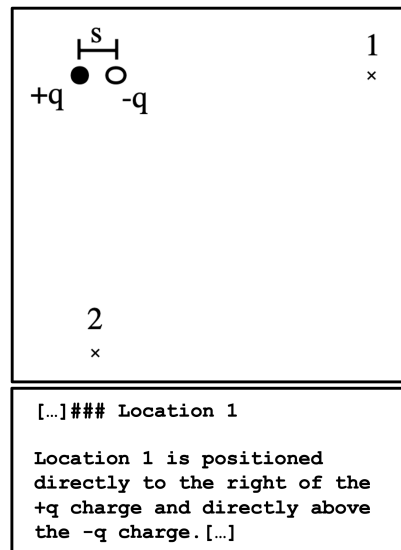 s
1
+q
-q
2
[…]### Location 1
Location 1 is positioned
directly to the right of the
+q charge and directly above
the -q charge.[…]